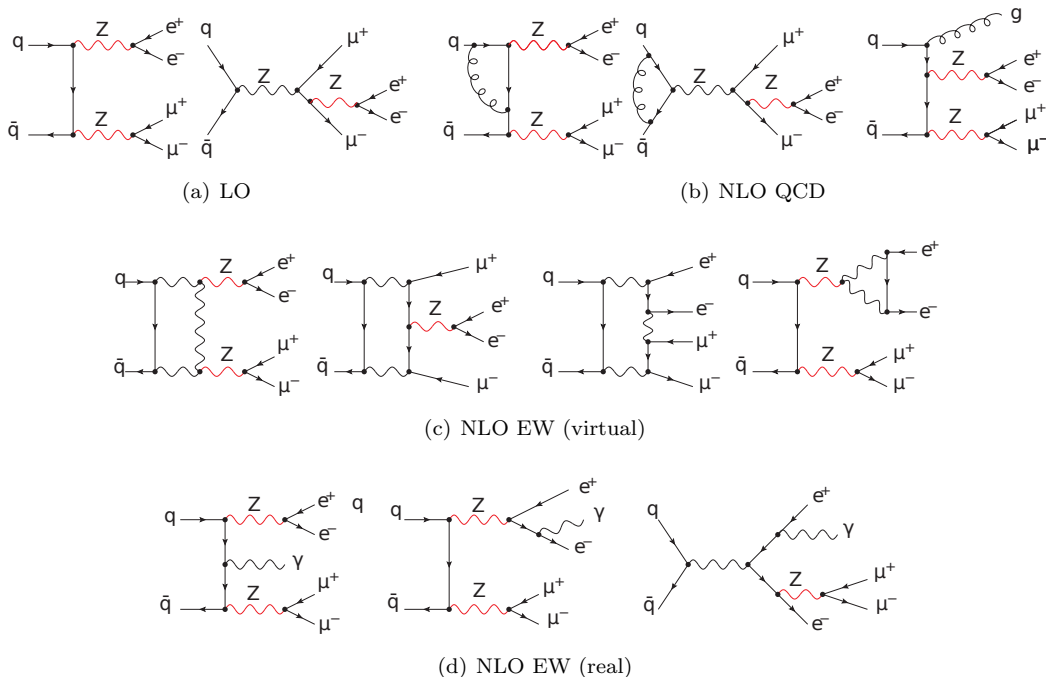 q Z e⁺ e⁻ q̄ Z μ⁺ μ⁻
q Z μ⁺ Z e⁺ e⁻ μ⁻ q̄
q Z e⁺ e⁻ q̄ Z μ⁺ μ⁻
q Z μ⁺ Z e⁺ e⁻ μ⁻ q̄
q g Z e⁺ e⁻ q̄ Z μ⁺ μ⁻
(a) LO
(b) NLO QCD
q Z e⁺ e⁻ q̄ Z μ⁺ μ⁻
q μ⁺ Z e⁺ e⁻ q̄ μ⁻
q e⁺ e⁻ μ⁺ q̄ μ⁻
q Z e⁺ e⁻ q̄ Z μ⁺ μ⁻
(c) NLO EW (virtual)
q Z e⁺ e⁻ γ q̄ Z μ⁺ μ⁻
q
q Z e⁺ γ e⁻ q̄ Z μ⁺ μ⁻
q e⁺ γ Z μ⁺ μ⁻ q̄ e⁻
(d) NLO EW (real)